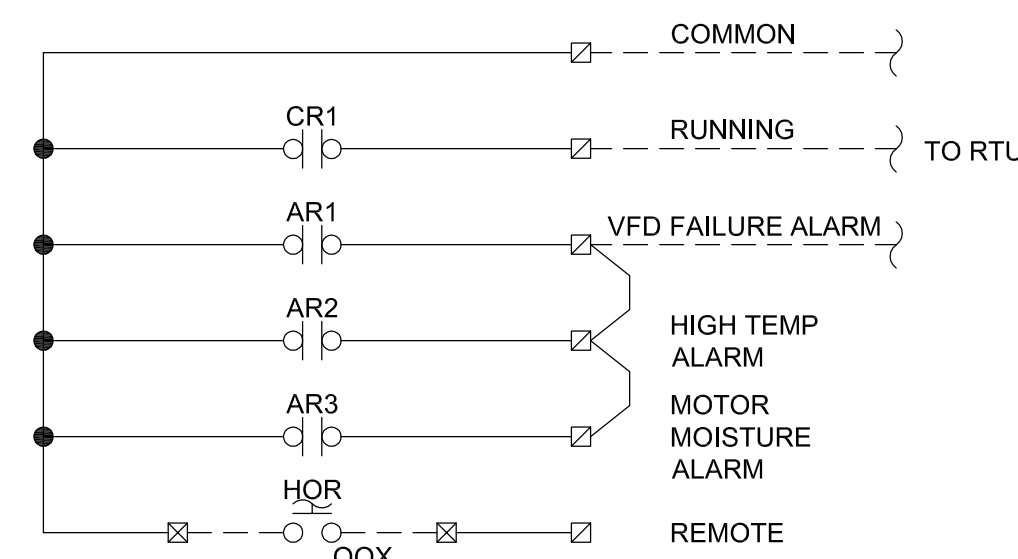 COMMON
CR1
RUNNING
TO RTU
AR1
VFD FAILURE ALARM
AR2
HIGH TEMP
ALARM
AR3
MOTOR
MOISTURE
ALARM
HOR
REMOTE
OOX